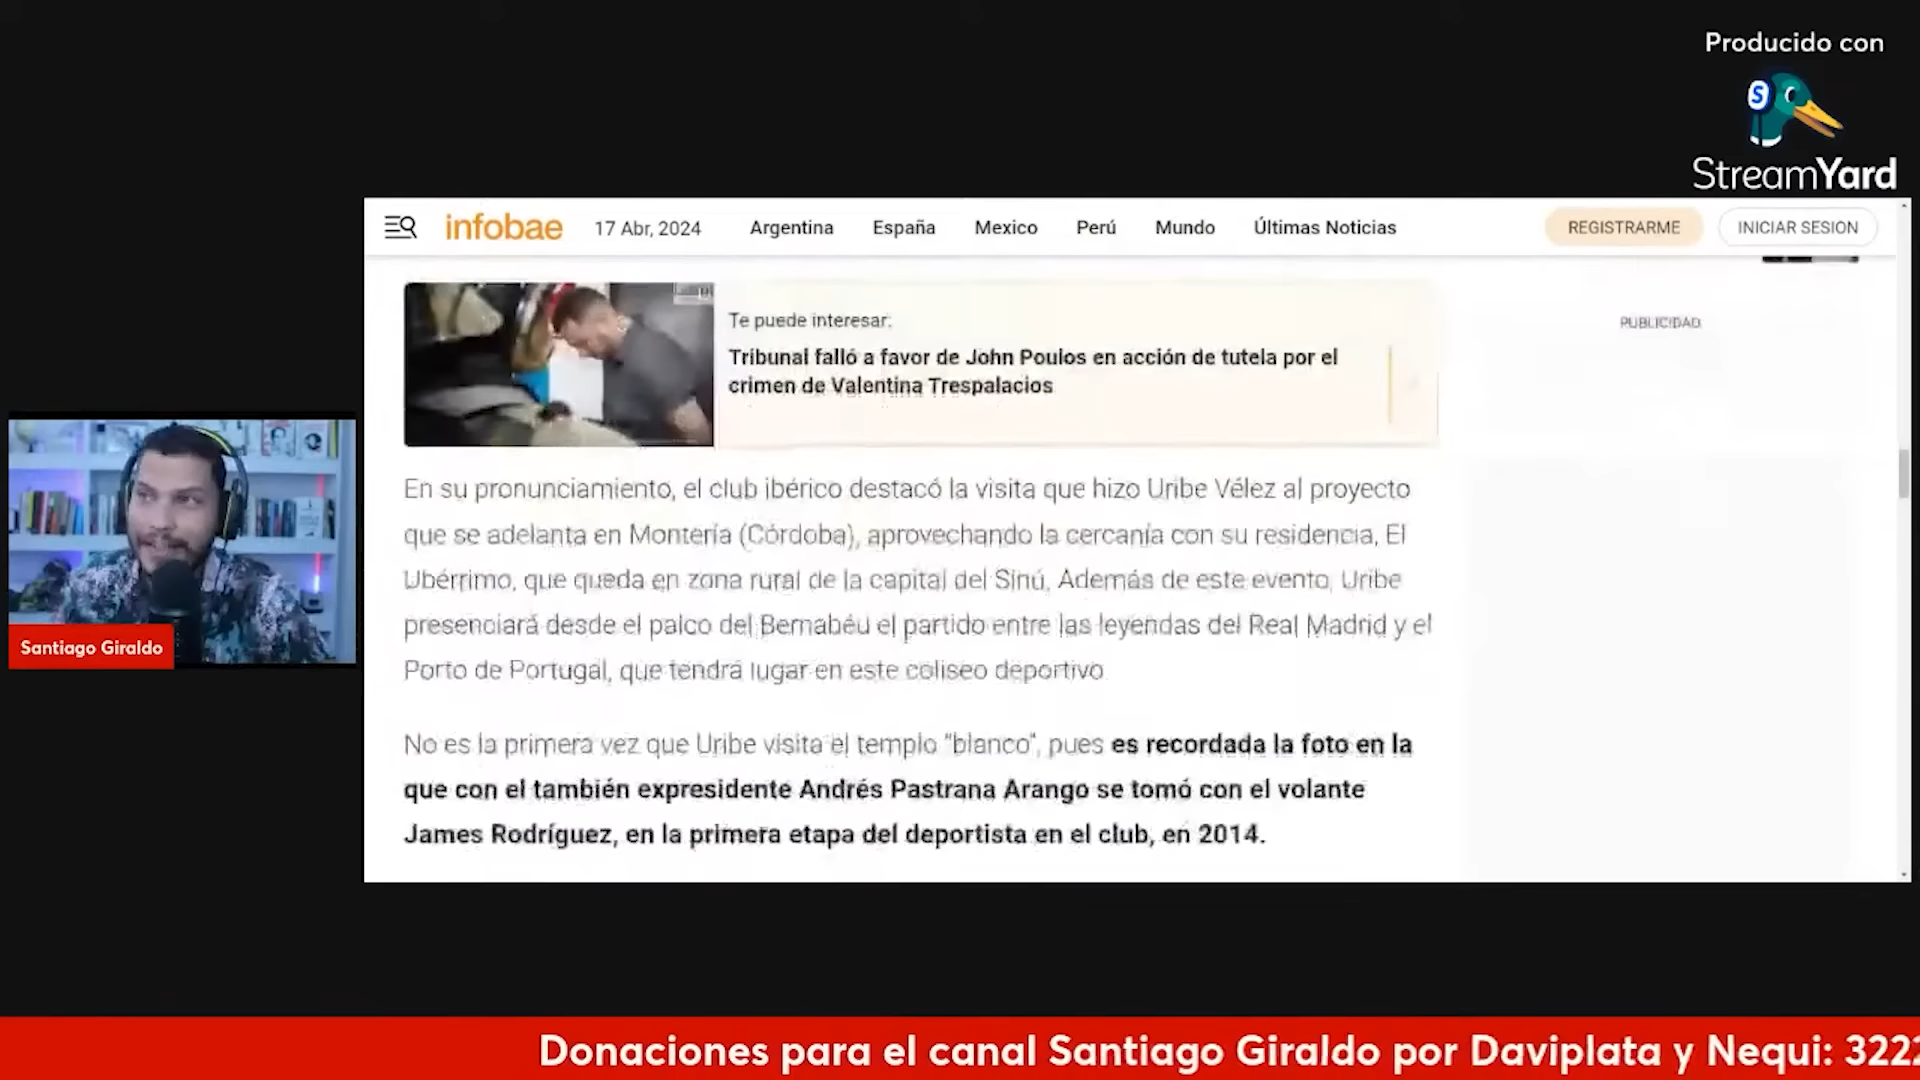 Producido con
StreamYard
infobae
17 Abr, 2024
Argentina
España
Mexico
Perú
Mundo
Últimas Noticias
REGISTRARME
INICIAR SESION
Te puede interesar:
Tribunal falló a favor de John Poulos en acción de tutela por el
crimen de Valentina Trespalacios
PUBLICIDAD
En su pronunciamiento, el club ibérico destacó la visita que hizo Uribe Vélez al proyecto
que se adelanta en Montería (Córdoba), aprovechando la cercanía con su residencia, El
Ubérrimo, que queda en zona rural de la capital del Sinú, Además de este evento, Uribe
presenciará desde el palco del Bernabéu el partido entre las leyendas del Real Madrid y el
Porto de Portugal, que tendrá lugar en este coliseo deportivo
No es la primera vez que Uribe visita el templo "blanco", pues es recordada la foto en la
que con el también expresidente Andrés Pastrana Arango se tomó con el volante
James Rodríguez, en la primera etapa del deportista en el club, en 2014.
Santiago Giraldo
Donaciones para el canal Santiago Giraldo por Daviplata y Nequi: 3222